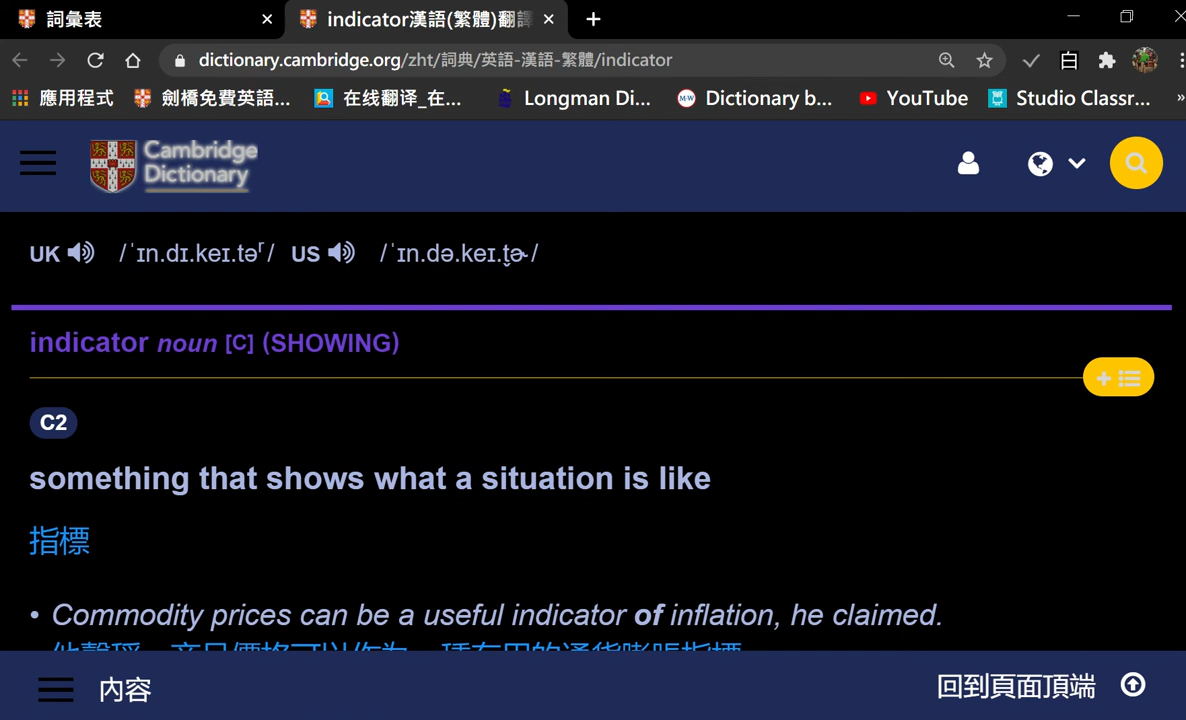 詞彙表
indicator漢語(繁體)翻
dictionary.cambridge.org/zht/詞典/英語-漢語-繁體/indicator
應用程式 劍橋免費英語... 在线翻译_在... Longman Di... M-W Dictionary b... YouTube Studio Classr... »
Cambridge
Dictionary
UK /ˈɪn.dɪ.keɪ.tər/ US /ˈɪn.də.keɪ.t̬ɚ/
indicator noun [C] (SHOWING)
C2
something that shows what a situation is like
指標
• Commodity prices can be a useful indicator of inflation, he claimed.
內容 回到頁面頂端